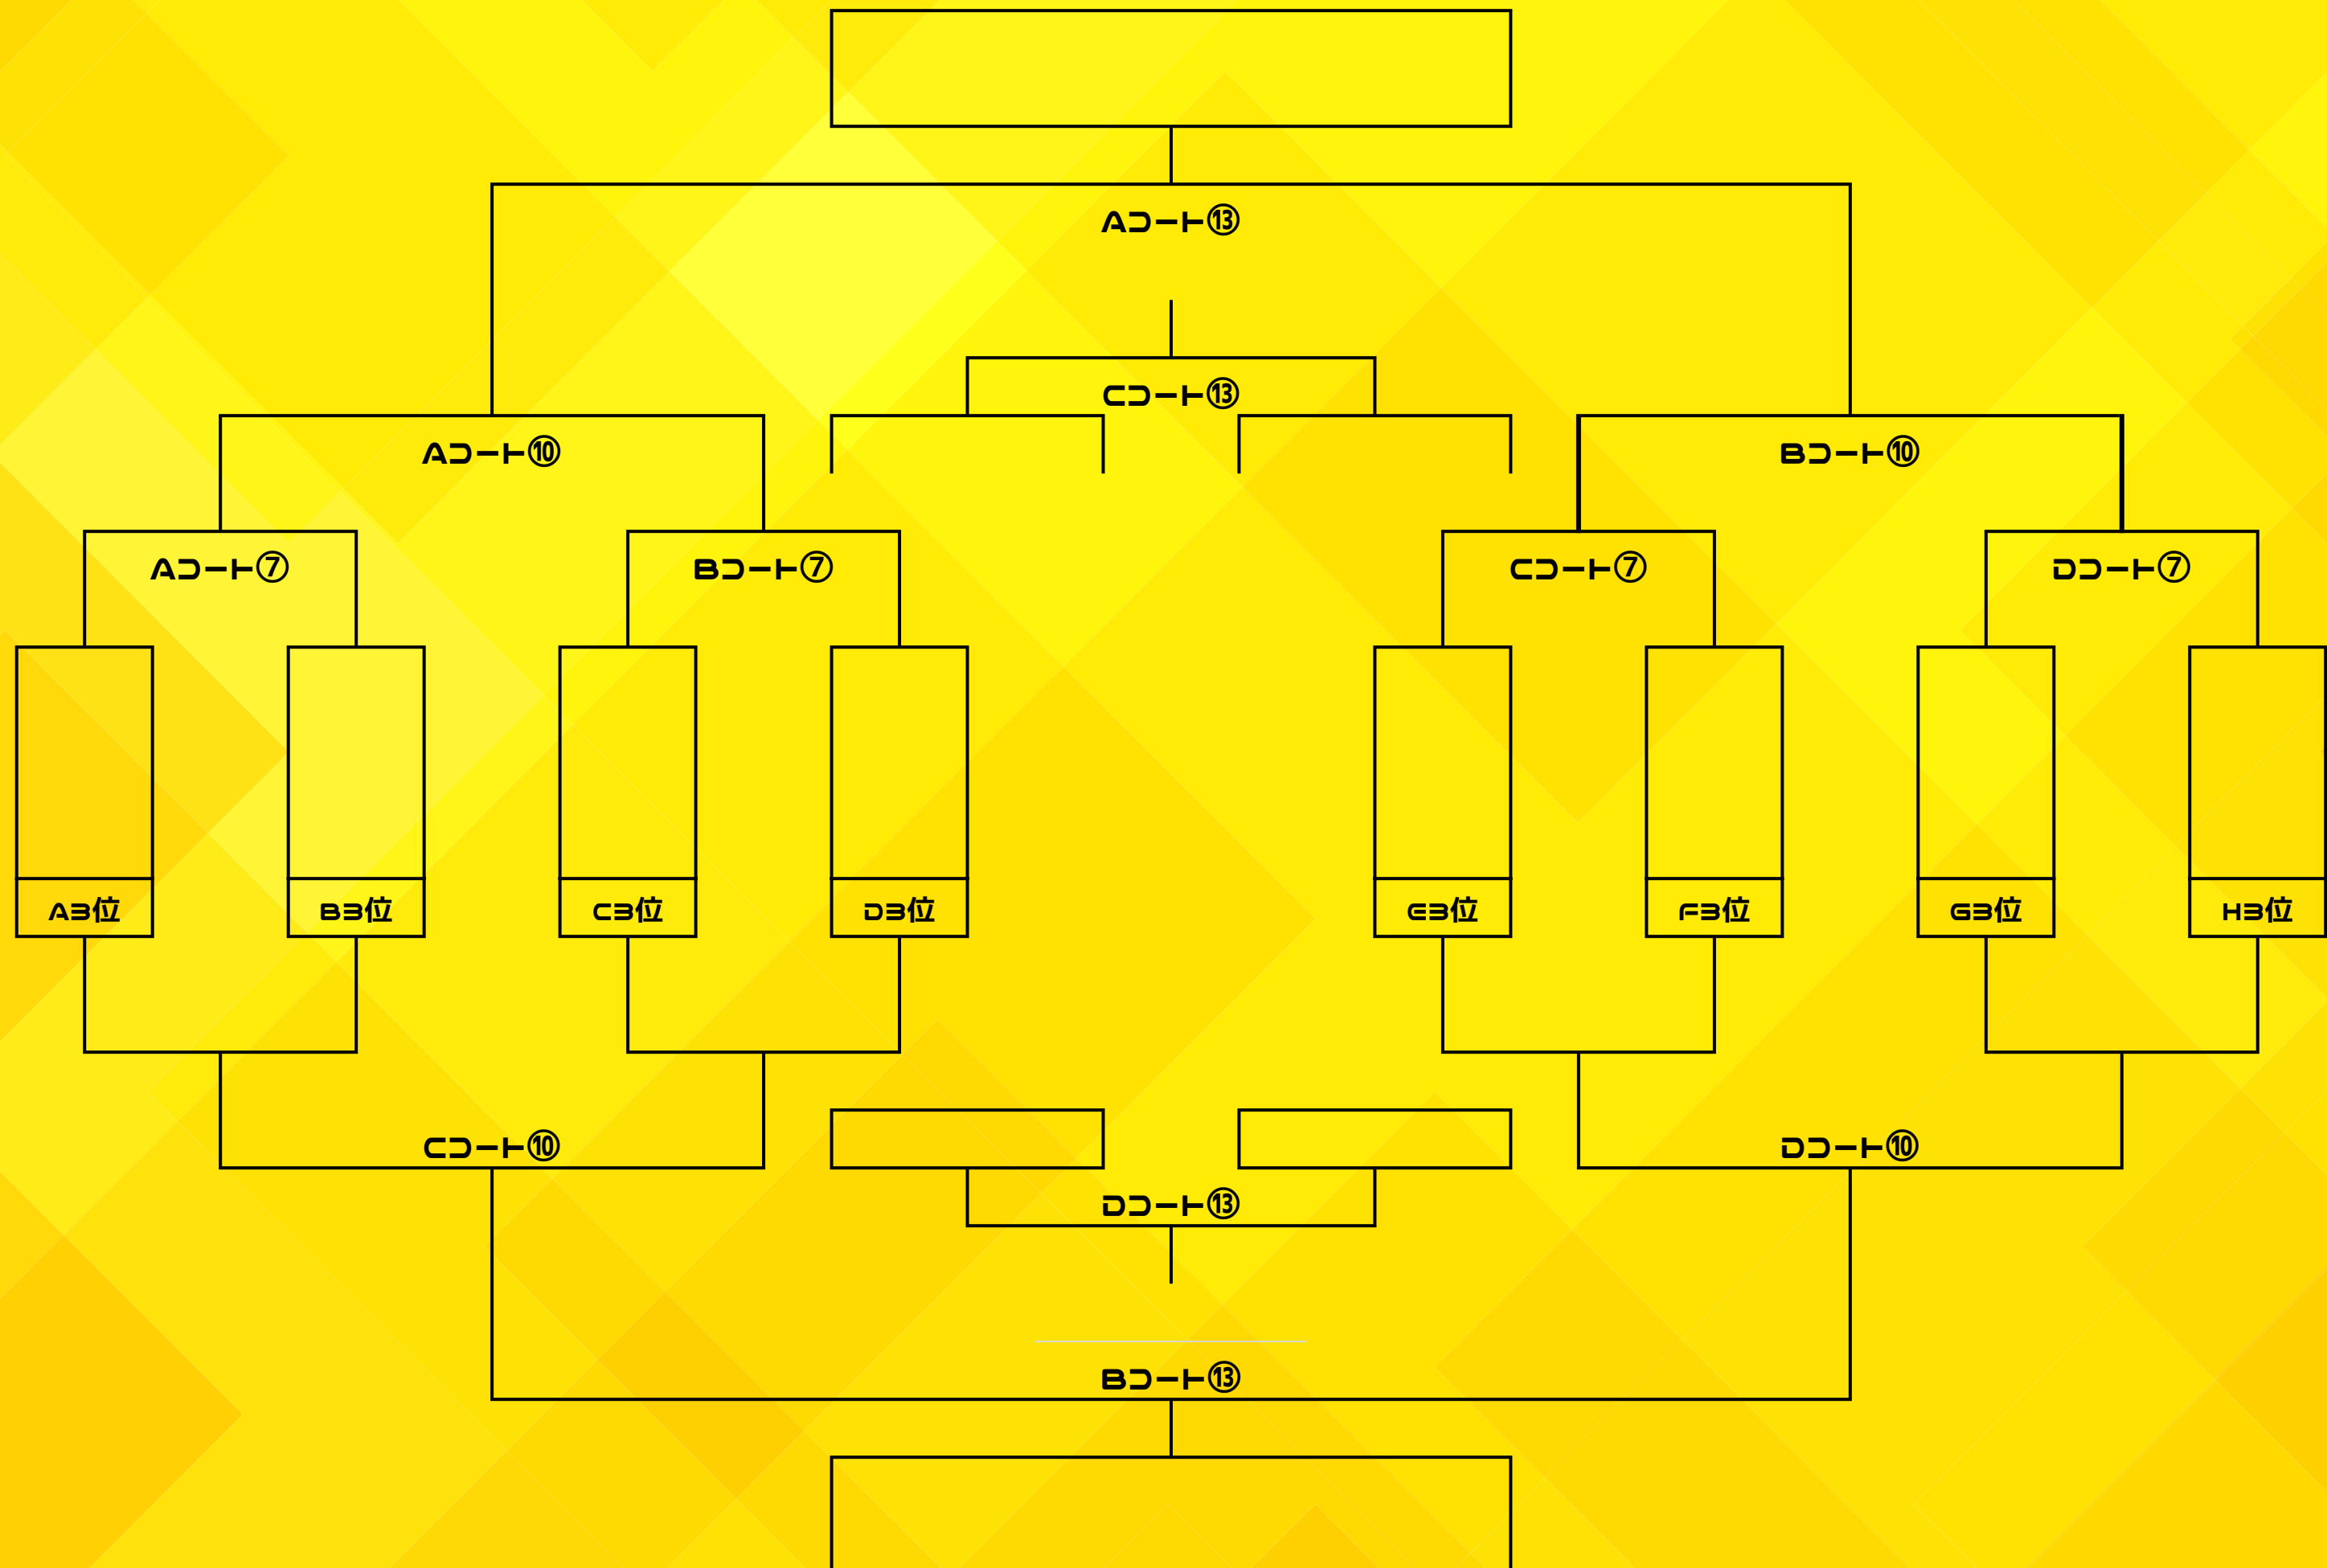 Aコート⑬
Cコート⑬
Aコート⑩
Bコート⑩
Aコート⑦
Bコート⑦
Cコート⑦
Dコート⑦
A3位
B3位
C3位
D3位
E3位
F3位
G3位
H3位
Cコート⑩
Dコート⑩
Dコート⑬
Bコート⑬